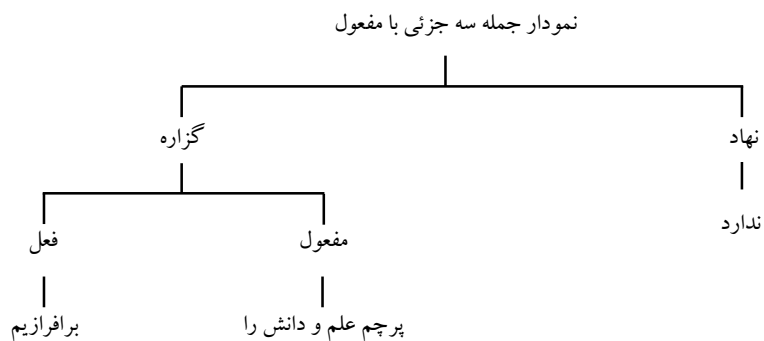 نمودار جمله سه جزئی با مفعول
نهاد
گزاره
ندارد
مفعول
فعل
پرچم علم و دانش را
برافرازیم